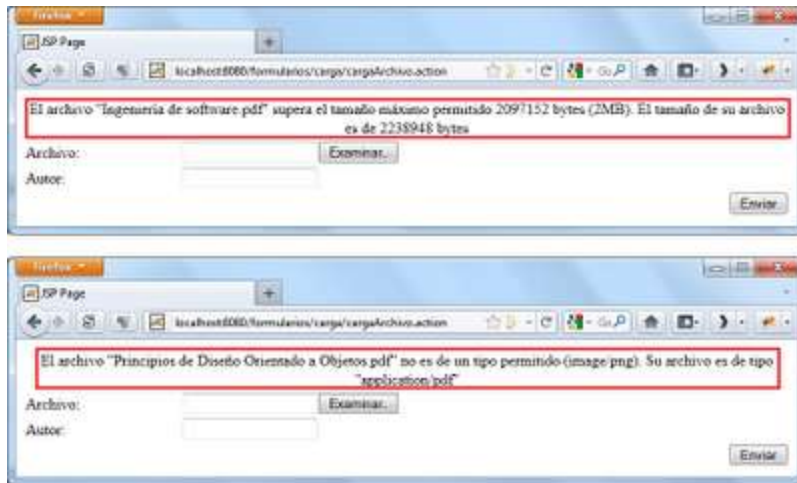 Firefox
JSP Page
localhost:8080/formularios/carga/cargaArchivo.action
El archivo "Ingenieria de software.pdf" supera el tamaño máximo permitido 2097152 bytes (2MB). El tamaño de su archivo
es de 2238948 bytes
Archivo:
Examinar..
Autor:
Enviar
Firefox
JSP Page
localhost:8080/formularios/carga/cargaArchivo.action
El archivo "Principios de Diseño Orientado a Objetos.pdf" no es de un tipo permitido (image/png). Su archivo es de tipo
"application/pdf"
Archivo:
Examinar..
Autor:
Enviar